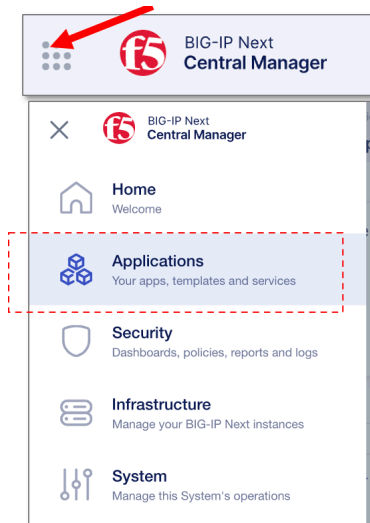 f5
BIG-IP Next
Central Manager
f5
BIG-IP Next
Central Manager
Home
Welcome
Applications
Your apps, templates and services
Security
Dashboards, policies, reports and logs
Infrastructure
Manage your BIG-IP Next instances
System
Manage this System's operations